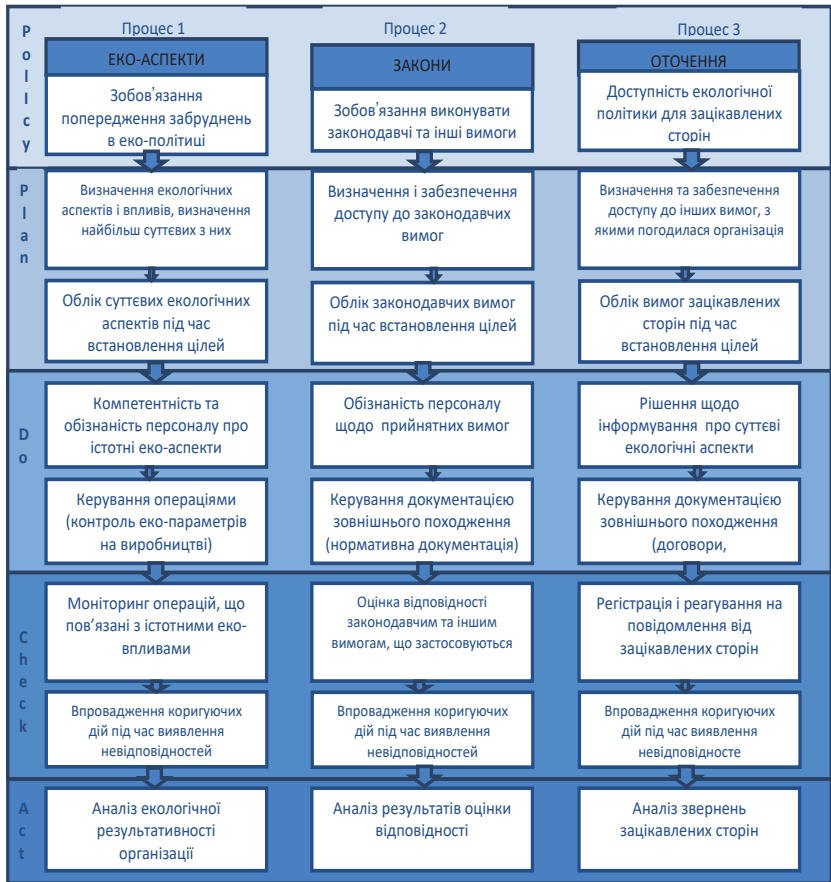 Процес 1
Процес 2
Процес 3
Policy
ЕКО-АСПЕКТИ
ЗАКОНИ
ОТОЧЕННЯ
Зобов'язання
попередження забруднень
в еко-політиці
Зобов'язання виконувати
законодавчі та інші вимоги
Доступність екологічної
політики для зацікавлених
сторін
Plan
Визначення екологічних
аспектів і впливів, визначення
найбільш суттєвих з них
Визначення і забезпечення
доступу до законодавчих
вимог
Визначення та забезпечення
доступу до інших вимог, з
якими погодилася організація
Облік суттєвих екологічних
аспектів під час
встановлення цілей
Облік законодавчих вимог
під час встановлення цілей
Облік вимог зацікавлених
сторін під час
встановлення цілей
Do
Компетентність та
обізнаність персоналу про
істотні еко-аспекти
Обізнаність персоналу
щодо прийнятних вимог
Рішення щодо
інформування про суттєві
екологічні аспекти
Керування операціями
(контроль еко-параметрів
на виробництві)
Керування документацією
зовнішнього походження
(нормативна документація)
Керування документацією
зовнішнього походження
(договори,
Check
Моніторинг операцій, що
пов'язані з істотними еко-
впливами
Оцінка відповідності
законодавчим та іншим
вимогам, що застосовуються
Регістрація і реагування на
повідомлення від
зацікавлених сторін
Впровадження коригуючих
дій під час виявлення
невідповідностей
Впровадження коригуючих
дій під час виявлення
невідповідностей
Впровадження коригуючих
дій під час виявлення
невідповідносте
Act
Аналіз екологічної
результативності
організації
Аналіз результатів оцінки
відповідності
Аналіз звернень
зацікавлених сторін